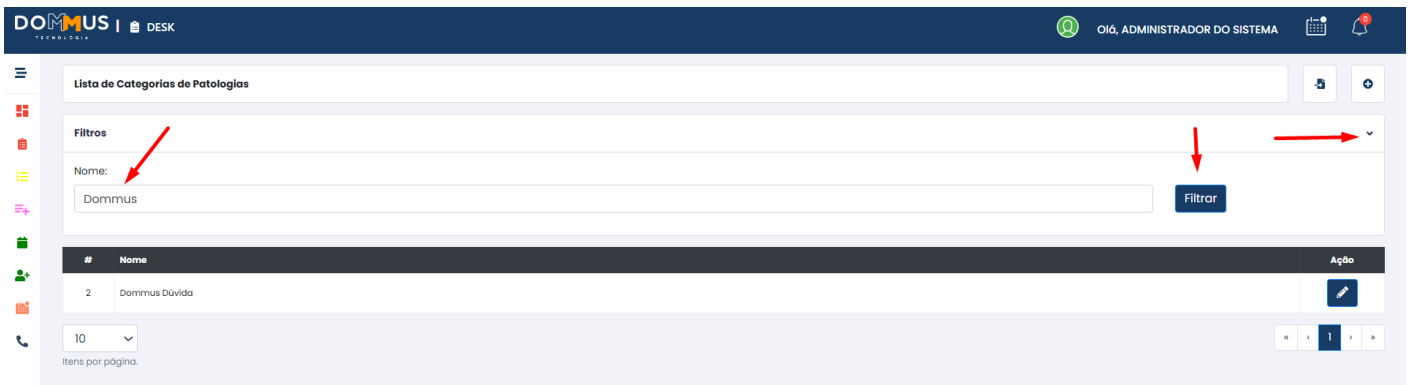 DOMMUS | DESK
TECNOLOGIA
Olá, ADMINISTRADOR DO SISTEMA
0
Lista de Categorias de Patologias
Filtros
Nome:
Dommus
Filtrar
# Nome Ação
2 Dommus Dúvida
10
« ‹ 1 › »
Itens por página.